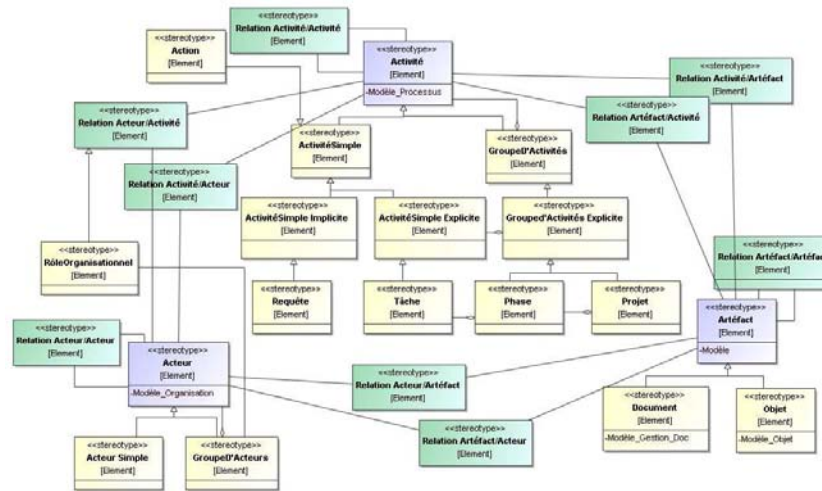 <<stereotype>>
Action
[Element]
<<stereotype>>
Relation Activité/Activité
[Element]
<<stereotype>>
Activité
[Element]
-Modèle_Processus
<<stereotype>>
Relation Activité/Artéfact
[Element]
<<stereotype>>
Relation Acteur/Activité
[Element]
<<stereotype>>
Relation Artéfact/Activité
[Element]
<<stereotype>>
ActivitéSimple
[Element]
<<stereotype>>
GroupeD'Activités
[Element]
<<stereotype>>
Relation Activité/Acteur
[Element]
<<stereotype>>
ActivitéSimple Implicite
[Element]
<<stereotype>>
ActivitéSimple Explicite
[Element]
<<stereotype>>
Grouped'Activités Explicite
[Element]
<<stereotype>>
RôleOrganisationnel
[Element]
<<stereotype>>
Requête
[Element]
<<stereotype>>
Tâche
[Element]
<<stereotype>>
Phase
[Element]
<<stereotype>>
Projet
[Element]
<<stereotype>>
Relation Artéfact/Artéfact
[Element]
<<stereotype>>
Relation Acteur/Acteur
[Element]
<<stereotype>>
Acteur
[Element]
-Modèle_Organisation
<<stereotype>>
Artéfact
[Element]
-Modèle
<<stereotype>>
Relation Acteur/Artéfact
[Element]
<<stereotype>>
Relation Artéfact/Acteur
[Element]
<<stereotype>>
Document
[Element]
-Modèle_Gestion_Doc
<<stereotype>>
Objet
[Element]
-Modèle_Objet
<<stereotype>>
Acteur Simple
[Element]
<<stereotype>>
GroupeD'Acteurs
[Element]